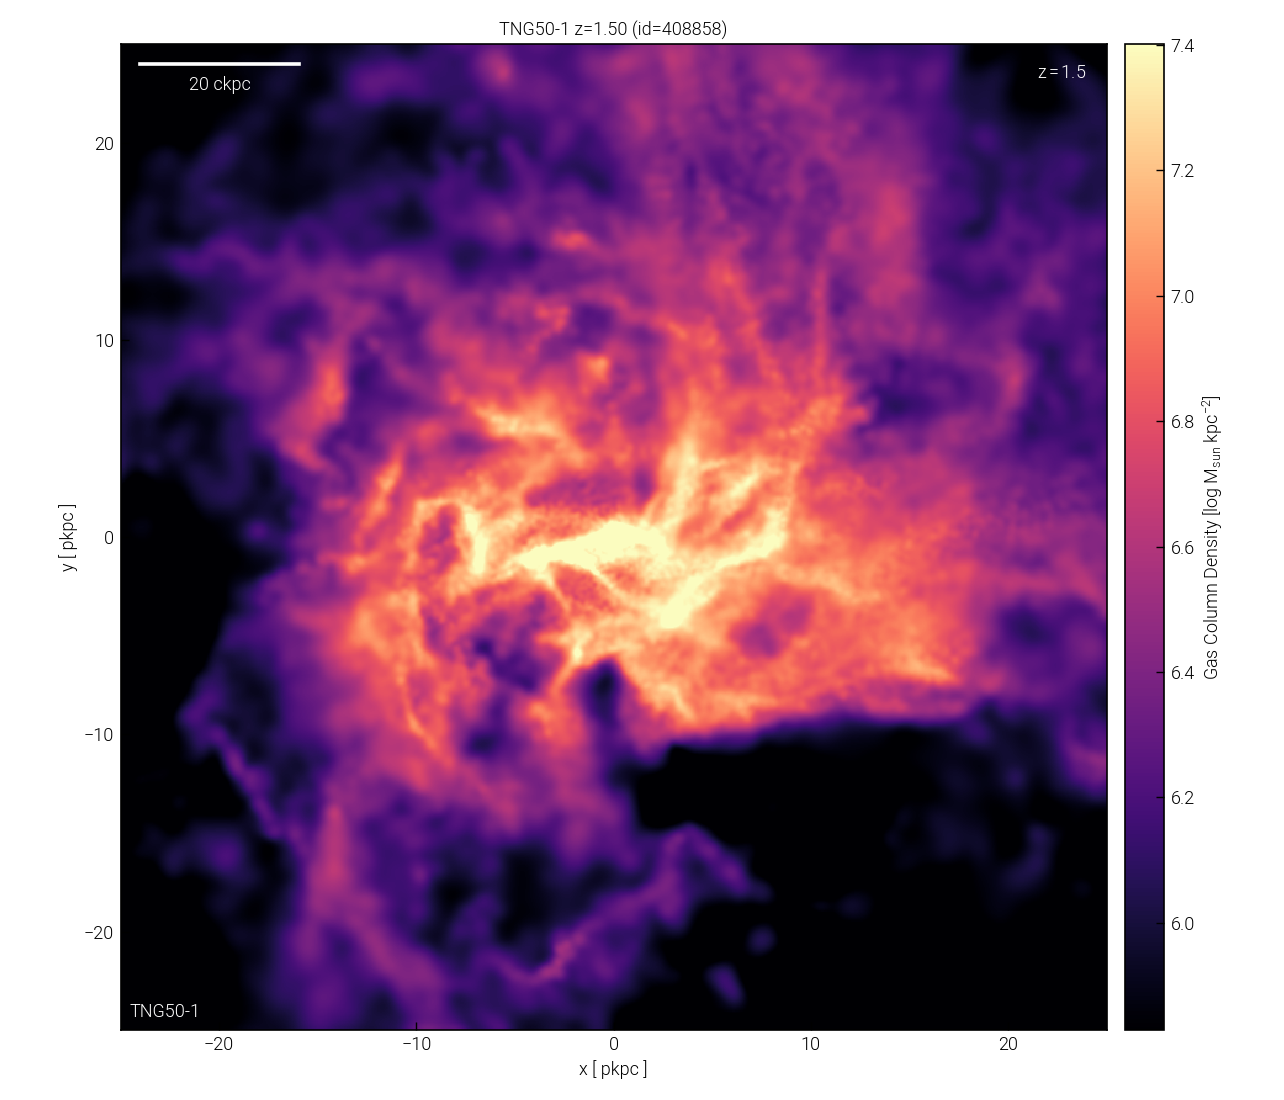 TNG50-1 z=1.50 (id=408858)
20 ckpc
z = 1.5
TNG50-1
20
10
0
−10
−20
y [ pkpc ]
−20
−10
0
10
20
x [ pkpc ]
7.4
7.2
7.0
6.8
6.6
6.4
6.2
6.0
Gas Column Density [log M_sun kpc⁻²]